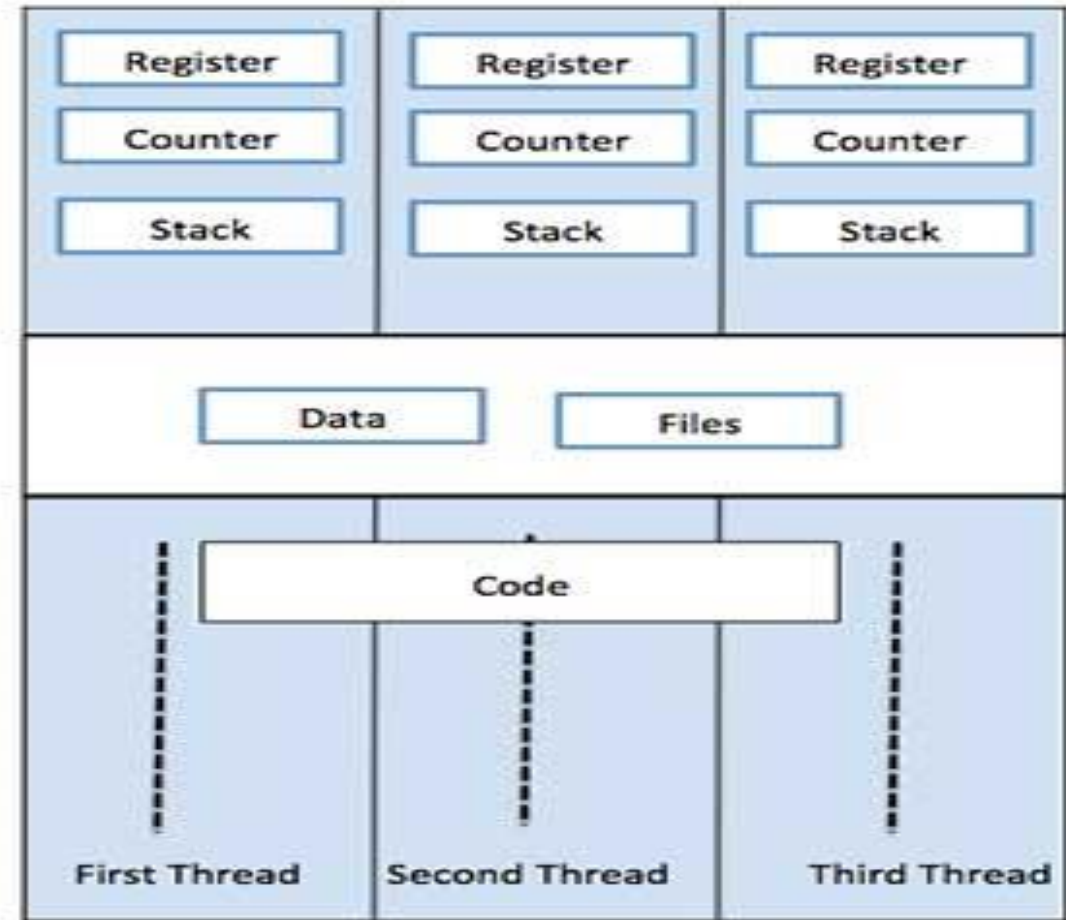 Register Register Register
Counter Counter Counter
Stack Stack Stack
Data Files
Code
First Thread Second Thread Third Thread